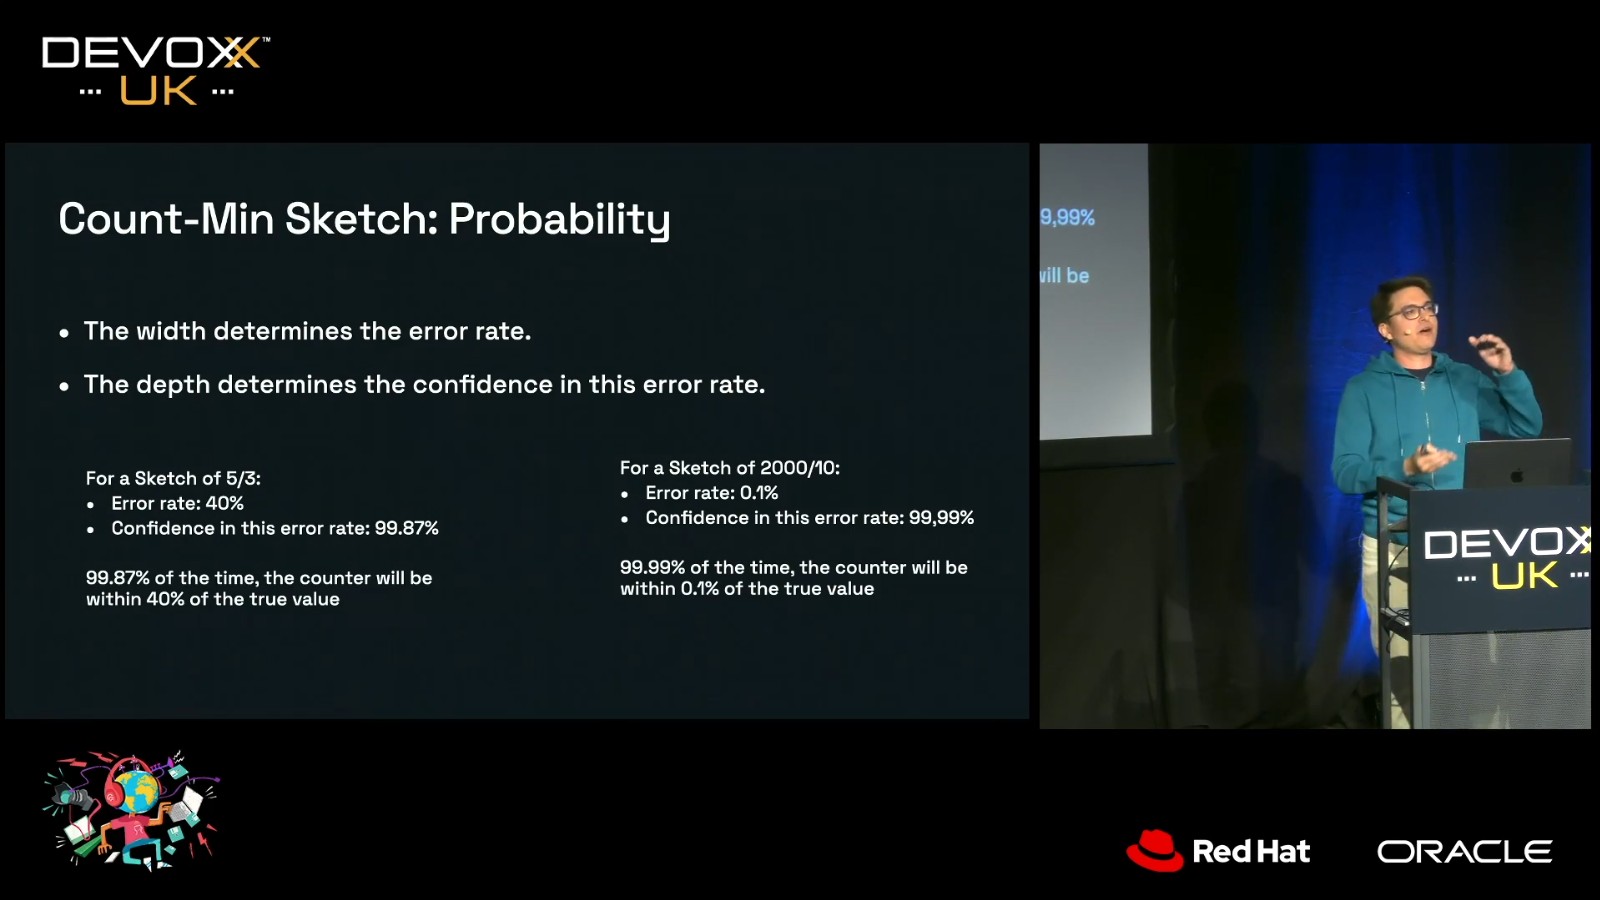 DEVOXX™
UK
Count-Min Sketch: Probability
• The width determines the error rate.
• The depth determines the confidence in this error rate.
For a Sketch of 5/3:
• Error rate: 40%
• Confidence in this error rate: 99.87%
99.87% of the time, the counter will be
within 40% of the true value
For a Sketch of 2000/10:
• Error rate: 0.1%
• Confidence in this error rate: 99,99%
99.99% of the time, the counter will be
within 0.1% of the true value
9,99%
will be
DEVOXX
UK
Red Hat
ORACLE